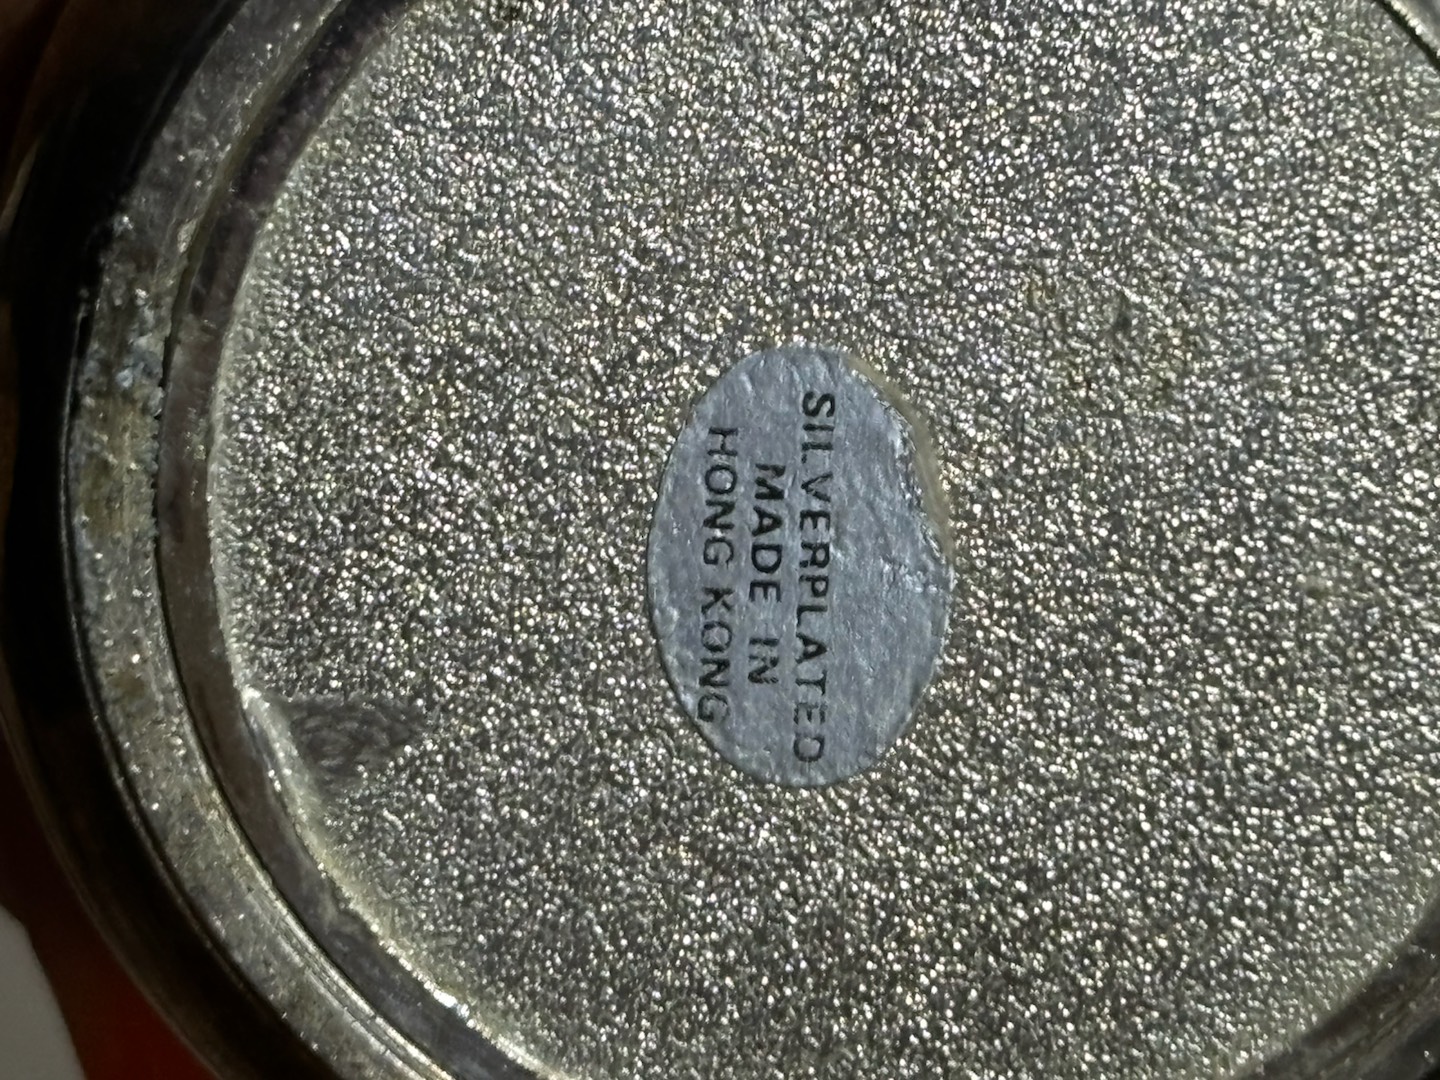 SILVERPLATED
MADE IN
HONG KONG